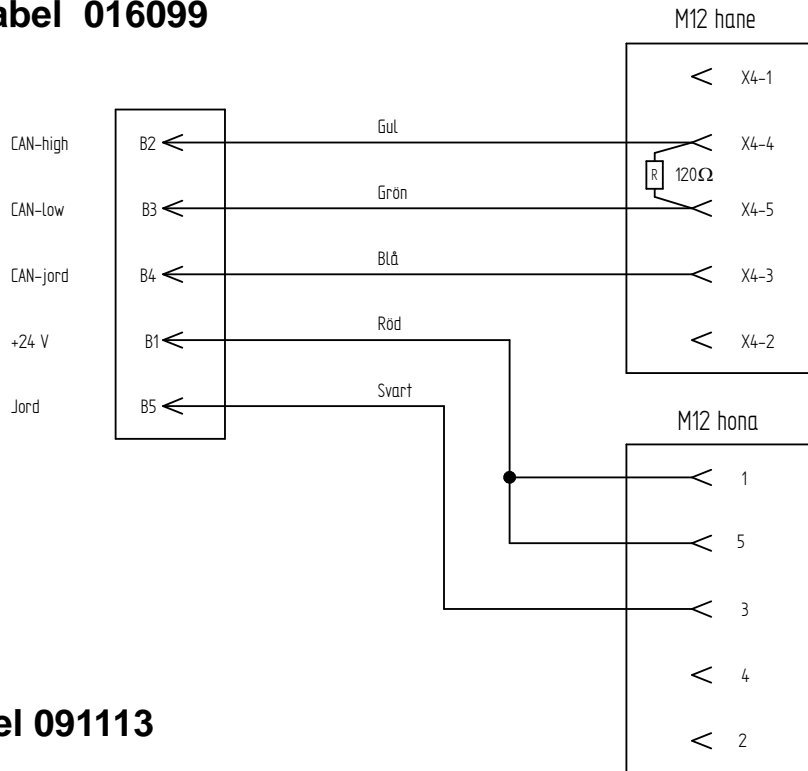 abel 016099
M12 hane
X4-1
CAN-high B2 Gul X4-4
R 120Ω
CAN-low B3 Grön X4-5
CAN-jord B4 Blå X4-3
+24 V B1 Röd X4-2
Jord B5 Svart
M12 hona
1
5
3
4
el 091113
2